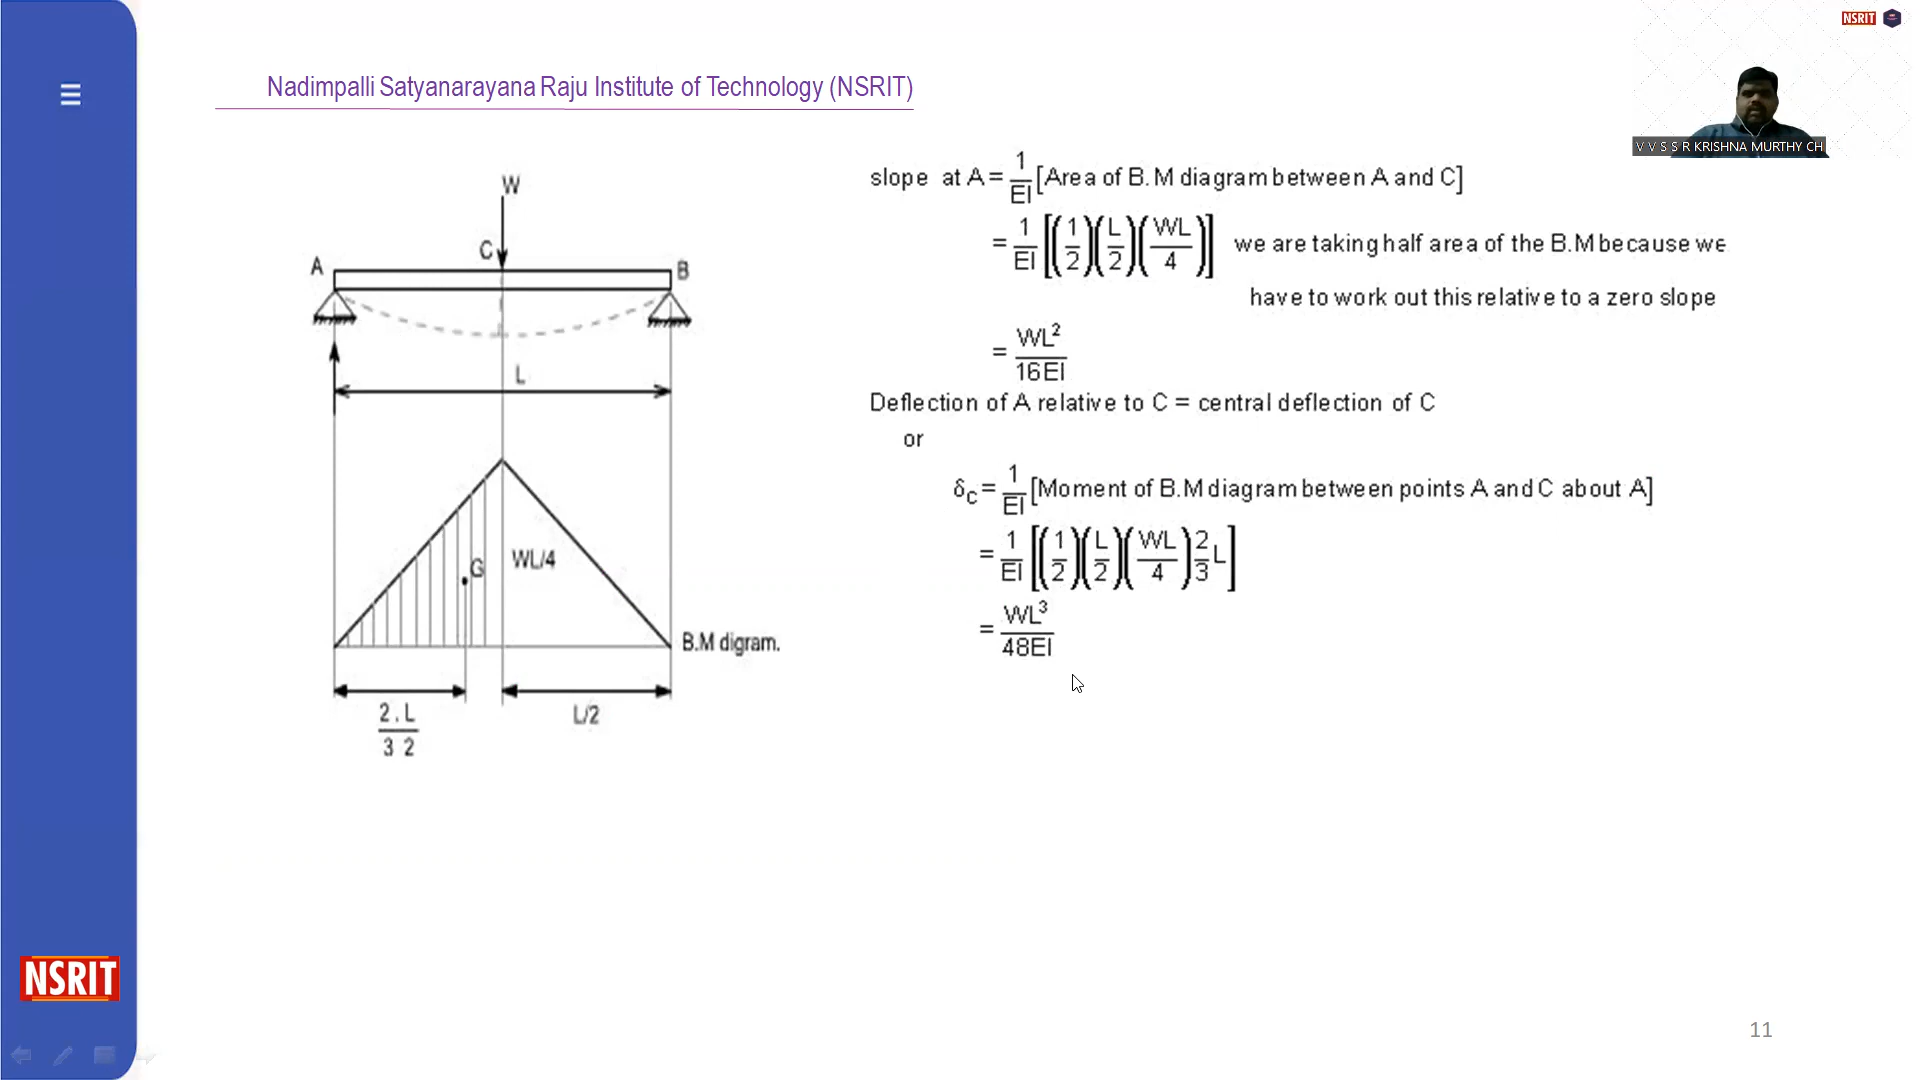 NSRIT
Nadimpalli Satyanarayana Raju Institute of Technology (NSRIT)
V V S S R KRISHNA MURTHY CH
W
C
A
B
L
G
WL/4
B.M digram.
2 . L
3 2
L/2
slope at A = 1/EI [Area of B. M diagram between A and C]
= 1/EI [(1/2)(L/2)(WL/4)] we are taking half area of the B.M because we
have to work out this relative to a zero slope
= WL²/16EI
Deflection of A relative to C = central deflection of C
or
δc = 1/EI [Moment of B.M diagram between points A and C about A]
= 1/EI [(1/2)(L/2)(WL/4) 2/3 L]
= WL³/48EI
NSRIT
11